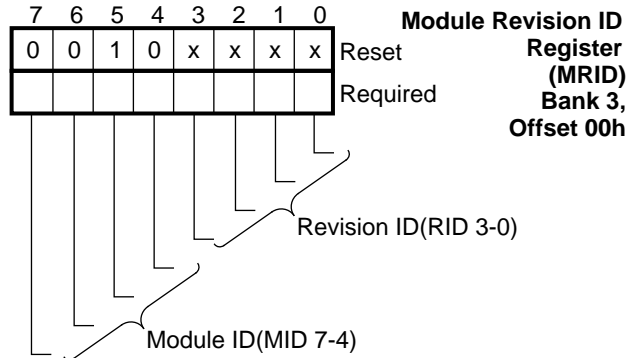 7 6 5 4 3 2 1 0
0 0 1 0 x x x x Reset
Required
Module Revision ID
Register
(MRID)
Bank 3,
Offset 00h
Revision ID(RID 3-0)
Module ID(MID 7-4)